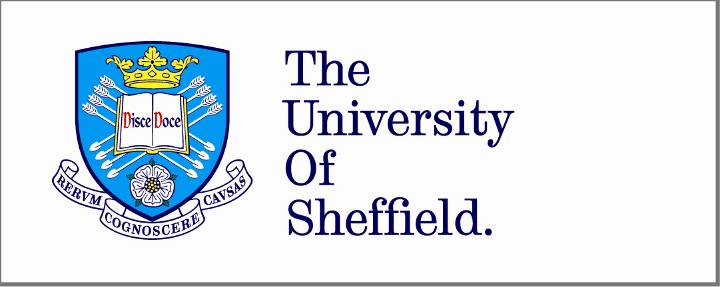 Disce Doce
RERVM COGNOSCERE CAVSAS
The
University
Of
Sheffield.